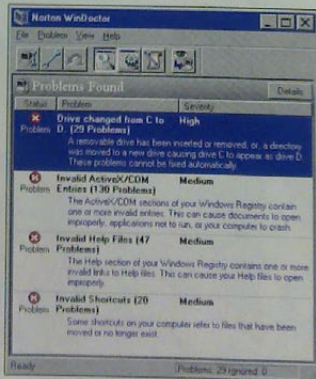 Norton WinDoctor
File Problem View Help
Problems Found
Details
Status Problem Severity
Problem
Drive changed from C to High
D. (29 Problems)
A removable drive has been inserted or removed, or, a directory
was moved to a new drive causing drive C to appear as drive D.
These problems cannot be fixed automatically.
Problem
Invalid ActiveX/COM Medium
Entries (130 Problems)
The ActiveX/COM sections of your Windows Registry contain
one or more invalid entries. This can cause documents to open
improperly, applications not to run, or your computer to crash.
Problem
Invalid Help Files (47 Medium
Problems)
The Help section of your Windows Registry contains one or more
invalid links to Help files. This can cause your Help files to open
improperly.
Problem
Invalid Shortcuts (20 Medium
Problems)
Some shortcuts on your computer refer to files that have been
moved or no longer exist.
Ready Problems: 29 Ignored: 0